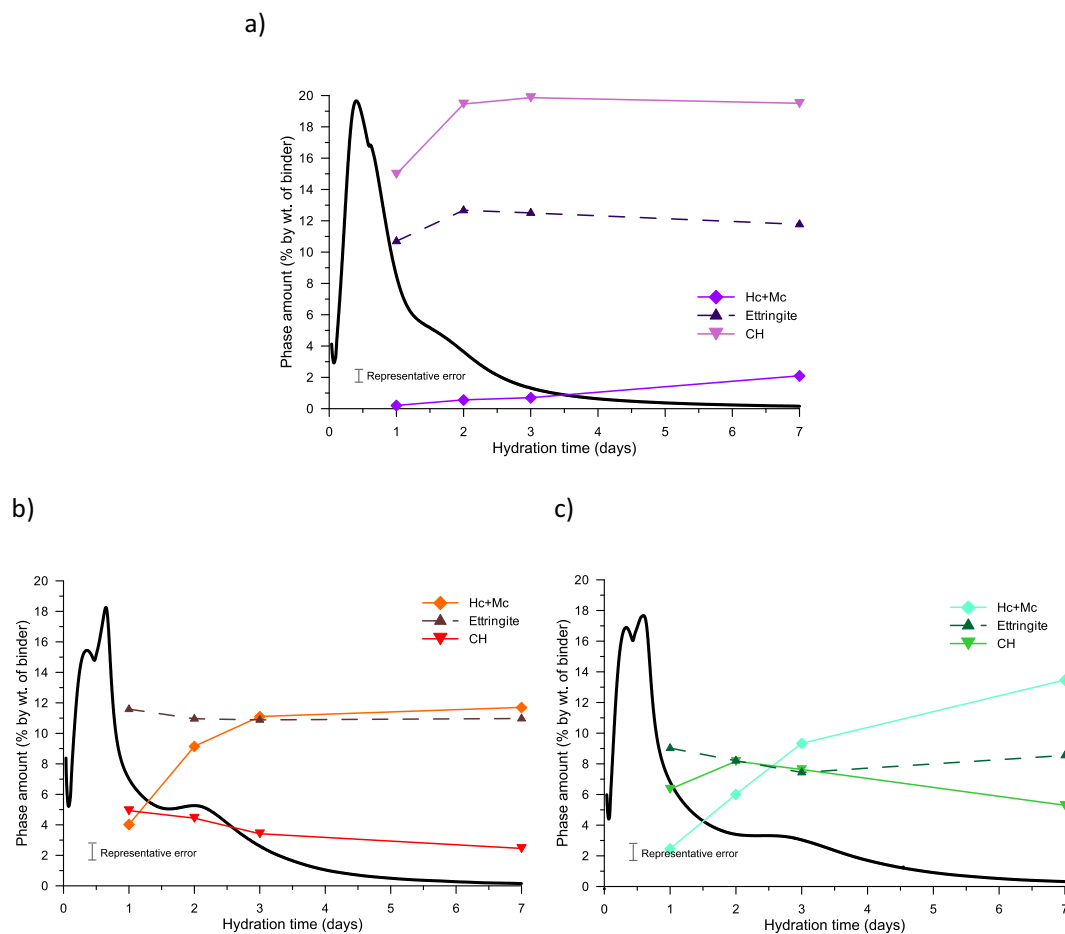 a)
Phase amount (% by wt. of binder)
20
18
16
14
12
10
8
6
4
2
0
Hc+Mc
Ettringite
CH
Representative error
0 1 2 3 4 5 6 7
Hydration time (days)
b)
Phase amount (% by wt. of binder)
20
18
16
14
12
10
8
6
4
2
0
Hc+Mc
Ettringite
CH
Representative error
0 1 2 3 4 5 6 7
Hydration time (days)
c)
Phase amount (% by wt. of binder)
20
18
16
14
12
10
8
6
4
2
0
Hc+Mc
Ettringite
CH
Representative error
0 1 2 3 4 5 6 7
Hydration time (days)